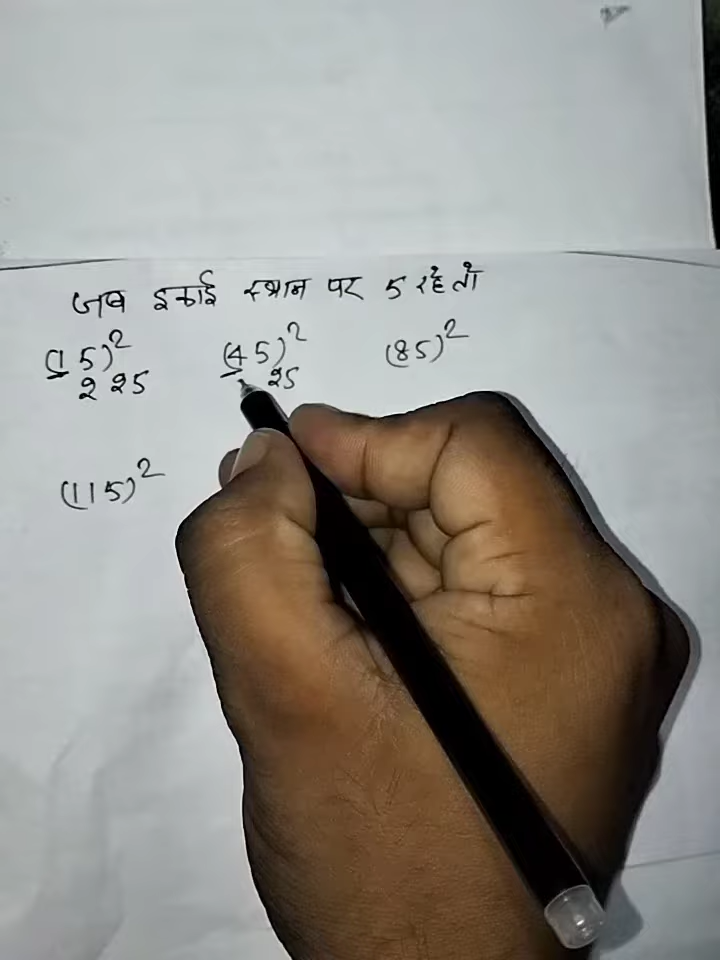 जब इकाई स्थान पर 5 रहे तो
(15)² (45)² (85)²
225 25
(115)²